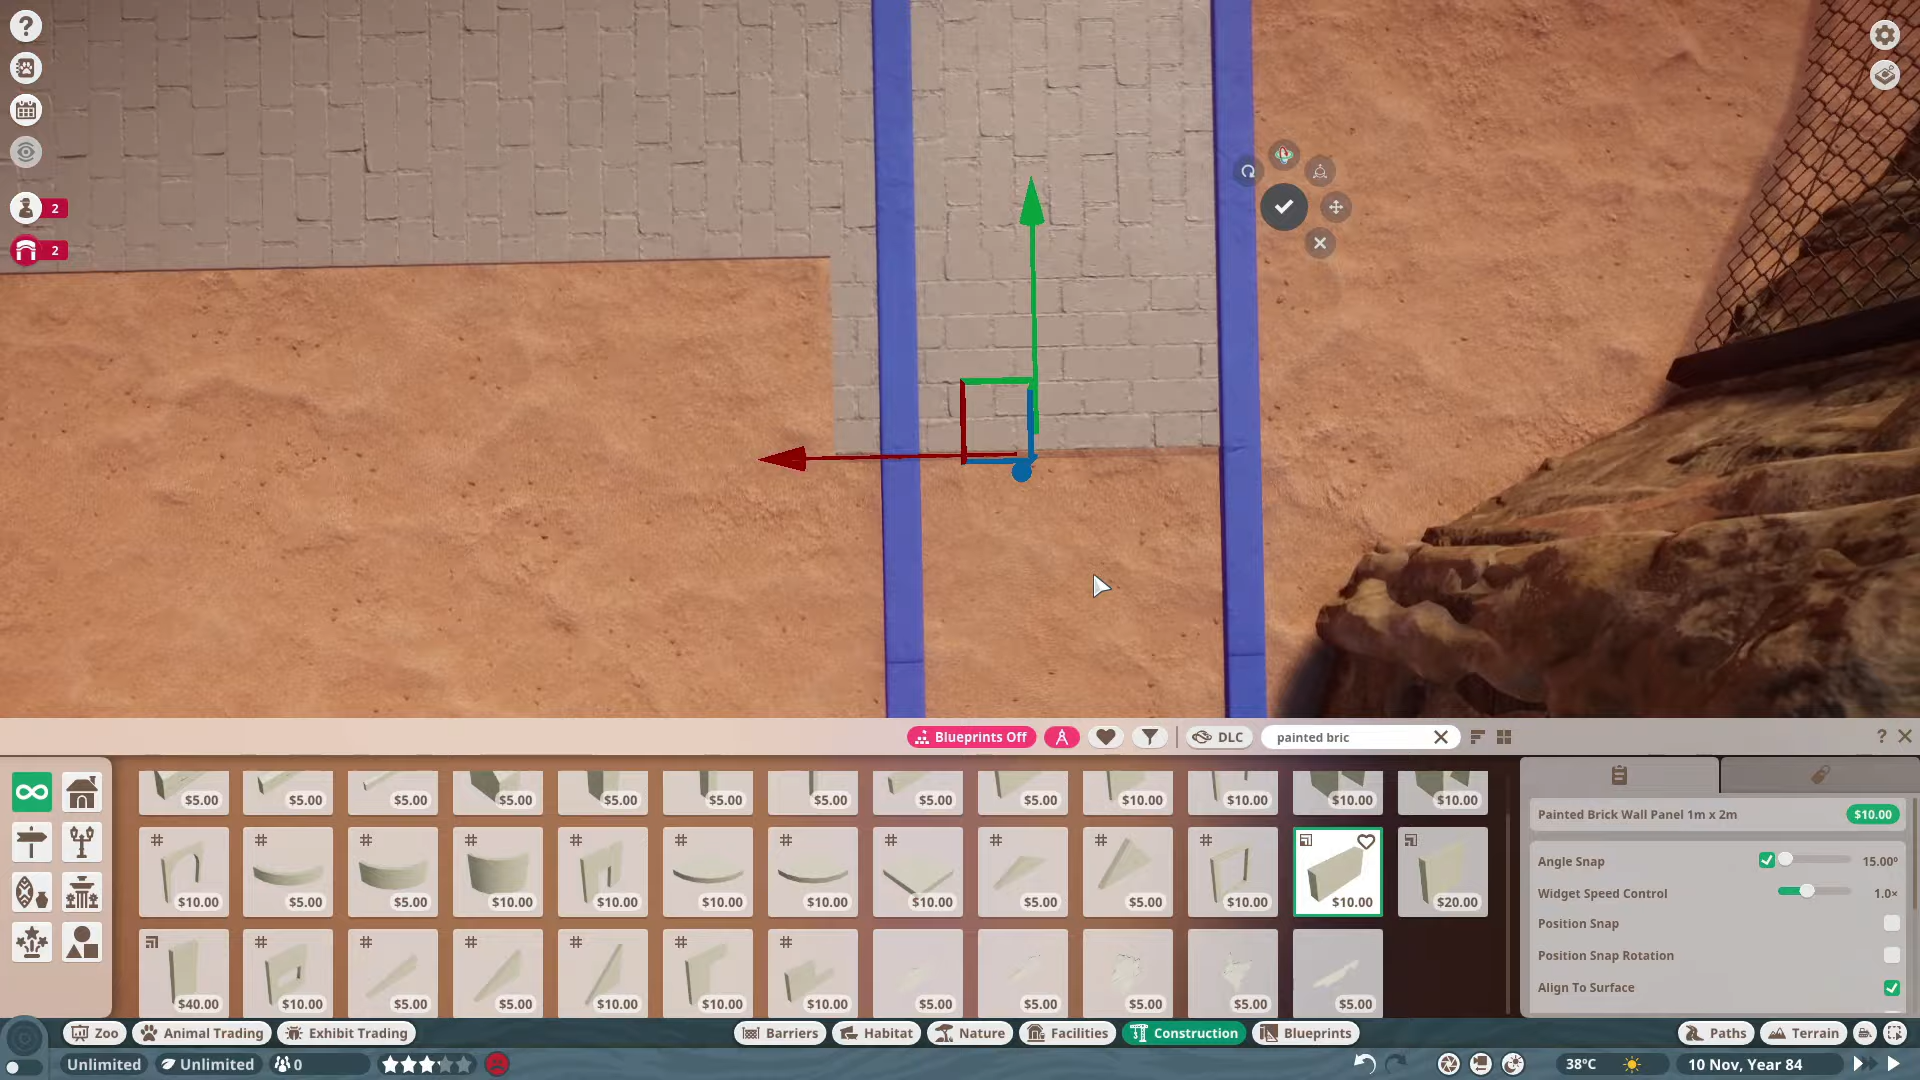 2
2
Blueprints Off
DLC
painted bric
?
$5.00 $5.00 $5.00 $5.00 $5.00 $5.00 $5.00 $5.00 $5.00 $10.00 $10.00 $10.00 $10.00
$10.00 $5.00 $5.00 $10.00 $10.00 $10.00 $10.00 $10.00 $5.00 $5.00 $10.00 $10.00 $20.00
$40.00 $10.00 $5.00 $5.00 $10.00 $10.00 $10.00 $5.00 $5.00 $5.00 $5.00 $5.00
Painted Brick Wall Panel 1m x 2m $10.00
Angle Snap 15.00°
Widget Speed Control 1.0×
Position Snap
Position Snap Rotation
Align To Surface
Zoo Animal Trading Exhibit Trading Barriers Habitat Nature Facilities Construction Blueprints Paths Terrain
Unlimited Unlimited 0 38°C 10 Nov, Year 84